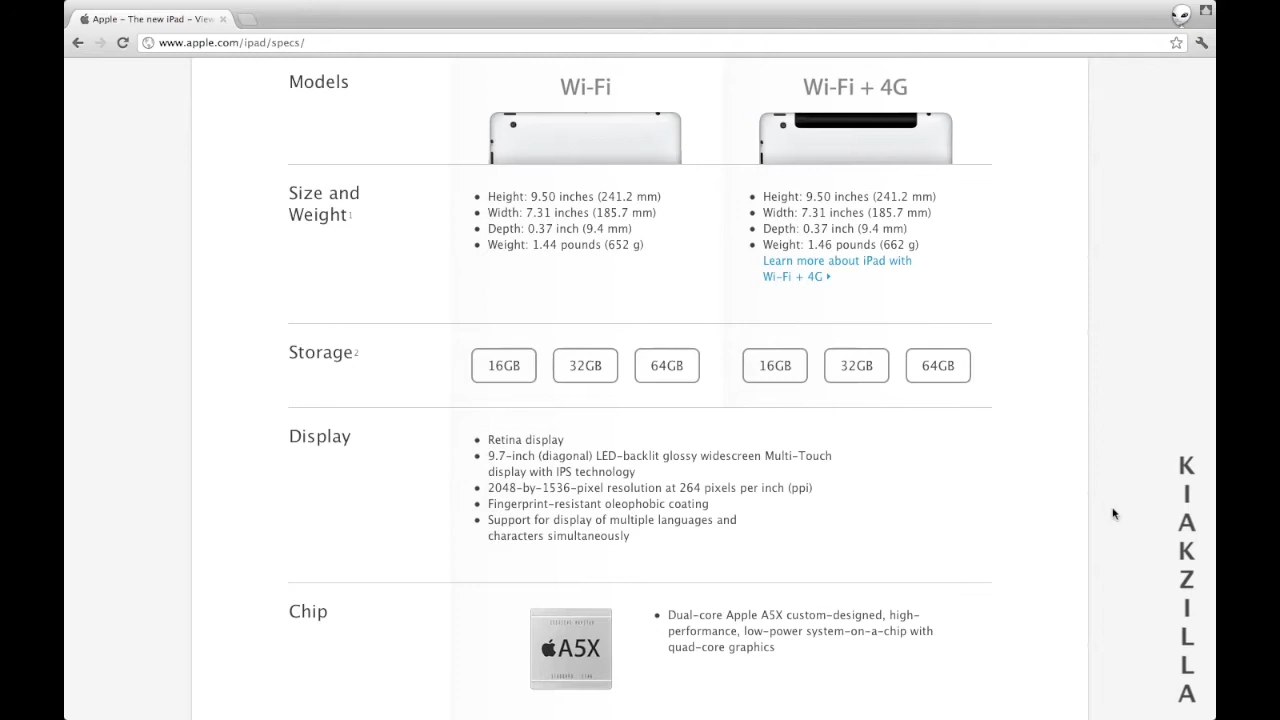 Apple - The new iPad - View
www.apple.com/ipad/specs/
Models
Wi-Fi
Wi-Fi + 4G
Size and
Weight1
• Height: 9.50 inches (241.2 mm)
• Width: 7.31 inches (185.7 mm)
• Depth: 0.37 inch (9.4 mm)
• Weight: 1.44 pounds (652 g)
• Height: 9.50 inches (241.2 mm)
• Width: 7.31 inches (185.7 mm)
• Depth: 0.37 inch (9.4 mm)
• Weight: 1.46 pounds (662 g)
Learn more about iPad with
Wi-Fi + 4G
Storage2
16GB 32GB 64GB
16GB 32GB 64GB
Display
• Retina display
• 9.7-inch (diagonal) LED-backlit glossy widescreen Multi-Touch
display with IPS technology
• 2048-by-1536-pixel resolution at 264 pixels per inch (ppi)
• Fingerprint-resistant oleophobic coating
• Support for display of multiple languages and
characters simultaneously
Chip
A5X
• Dual-core Apple A5X custom-designed, high-
performance, low-power system-on-a-chip with
quad-core graphics
KIAKZILLA